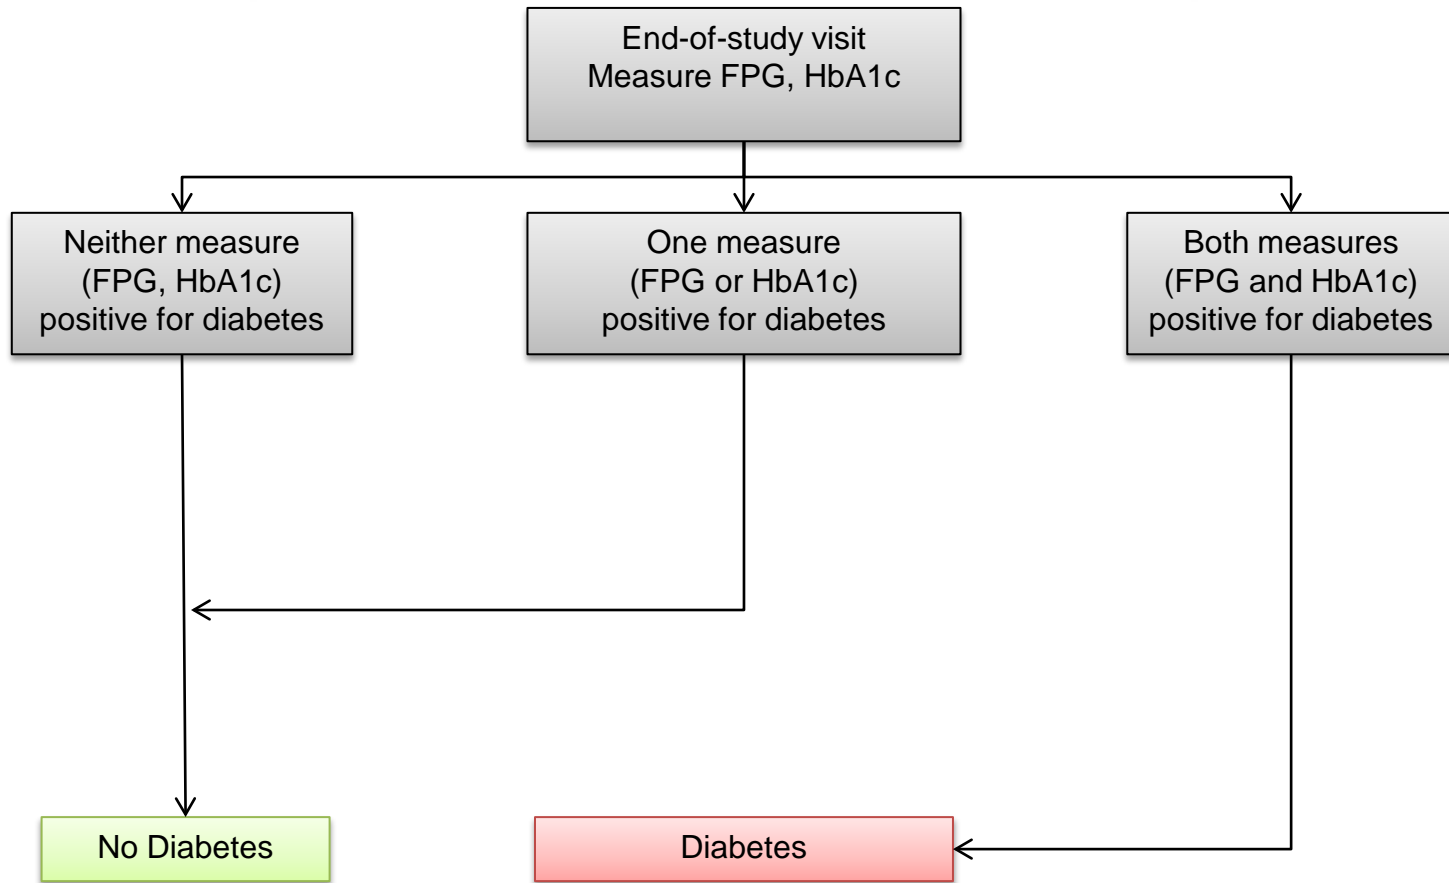 End-of-study visit
Measure FPG, HbA1c
Neither measure
(FPG, HbA1c)
positive for diabetes
One measure
(FPG or HbA1c)
positive for diabetes
Both measures
(FPG and HbA1c)
positive for diabetes
No Diabetes
Diabetes